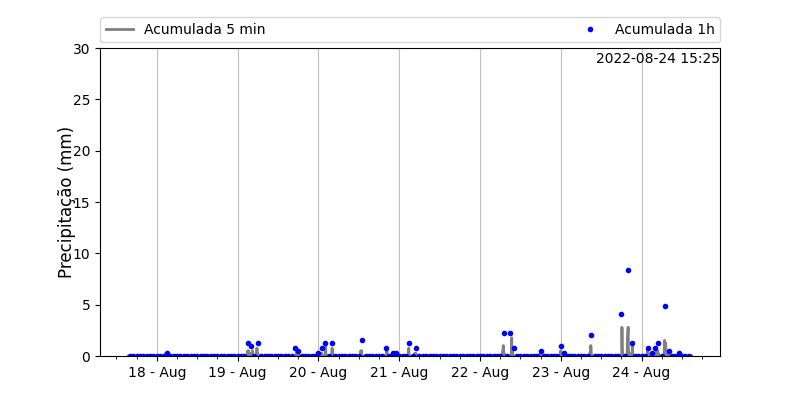 Acumulada 5 min
Acumulada 1h
2022-08-24 15:25
Precipitação (mm)
30
25
20
15
10
5
0
18 - Aug
19 - Aug
20 - Aug
21 - Aug
22 - Aug
23 - Aug
24 - Aug